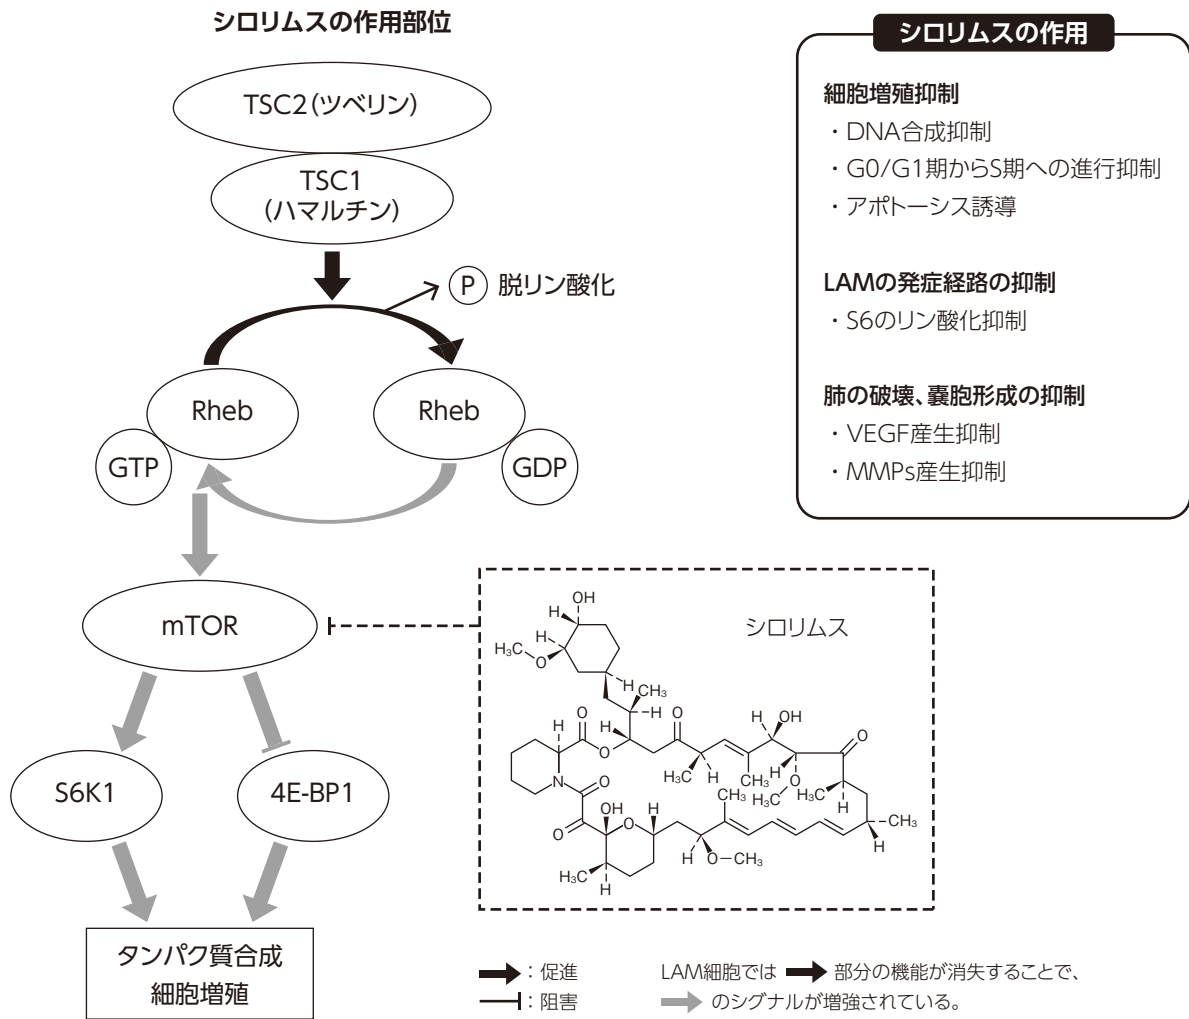 シロリムスの作用部位
TSC2（ツベリン）
TSC1
（ハマルチン）
P 脱リン酸化
Rheb
Rheb
GTP
GDP
mTOR
S6K1
4E-BP1
タンパク質合成
細胞増殖
シロリムスの作用
細胞増殖抑制
・DNA合成抑制
・G0/G1期からS期への進行抑制
・アポトーシス誘導
LAMの発症経路の抑制
・S6のリン酸化抑制
肺の破壊、嚢胞形成の抑制
・VEGF産生抑制
・MMPs産生抑制
シロリムス
OH
H
H
H₃C
O
H
CH₃
H
H
O
O
H
O
O
H
OH
O
N
O
CH₃
H
CH₃
H
H₃C
O
CH₃
H
O
OH
O
H
CH₃
CH₃
H
H
O–CH₃
H₃C
H
：促進
：阻害
LAM細胞では 部分の機能が消失することで、
のシグナルが増強されている。